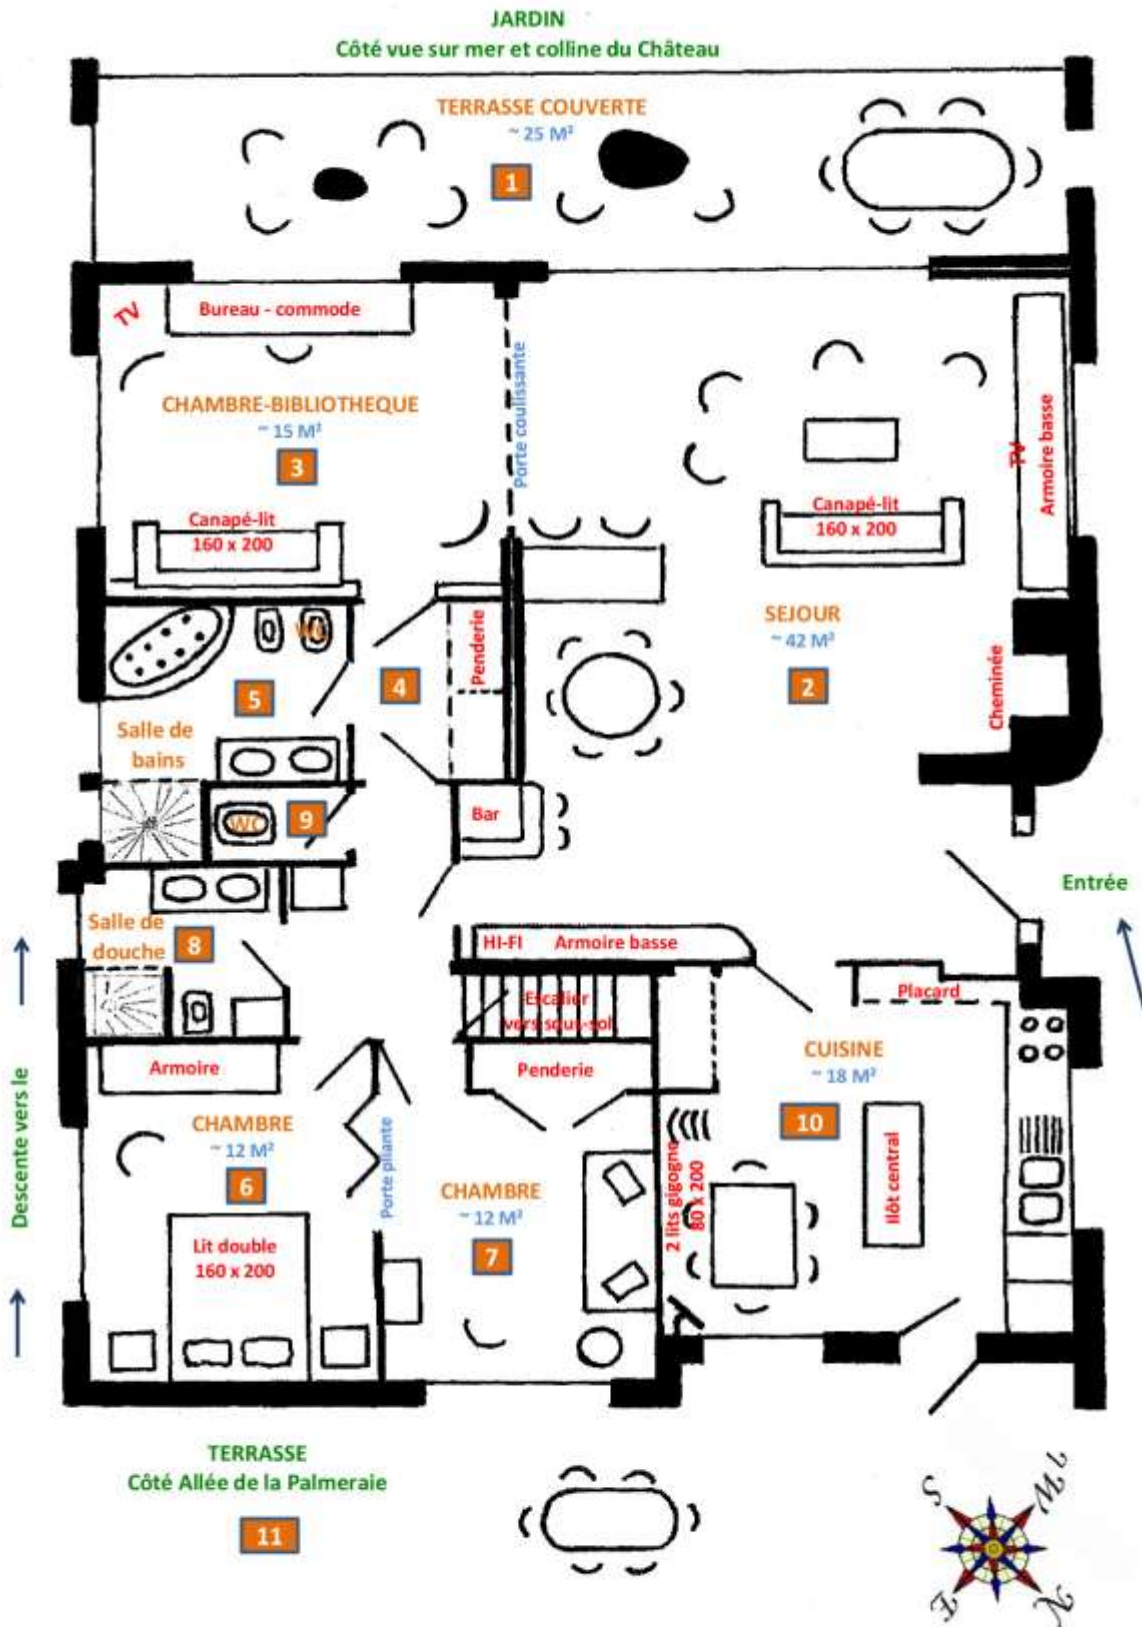 JARDIN
Côté vue sur mer et colline du Château
TERRASSE COUVERTE
~ 25 M²
1
TV
Bureau - commode
CHAMBRE-BIBLIOTHEQUE
~ 15 M²
3
Canapé-lit
160 x 200
Porte coulissante
TV
Armoire basse
Canapé-lit
160 x 200
SEJOUR
~ 42 M²
2
Cheminée
WC
5
Salle de
bains
4
Penderie
WC
9
Bar
Entrée
Salle de
douche
8
HI-FI
Armoire basse
Escalier
vers sous-sol
Placard
Penderie
CUISINE
~ 18 M²
10
Ilôt central
Armoire
CHAMBRE
~ 12 M²
6
Lit double
160 x 200
Porte pliante
CHAMBRE
~ 12 M²
7
2 lits gigogne
80 x 200
Descente vers le
TERRASSE
Côté Allée de la Palmeraie
11
S
W
E
N